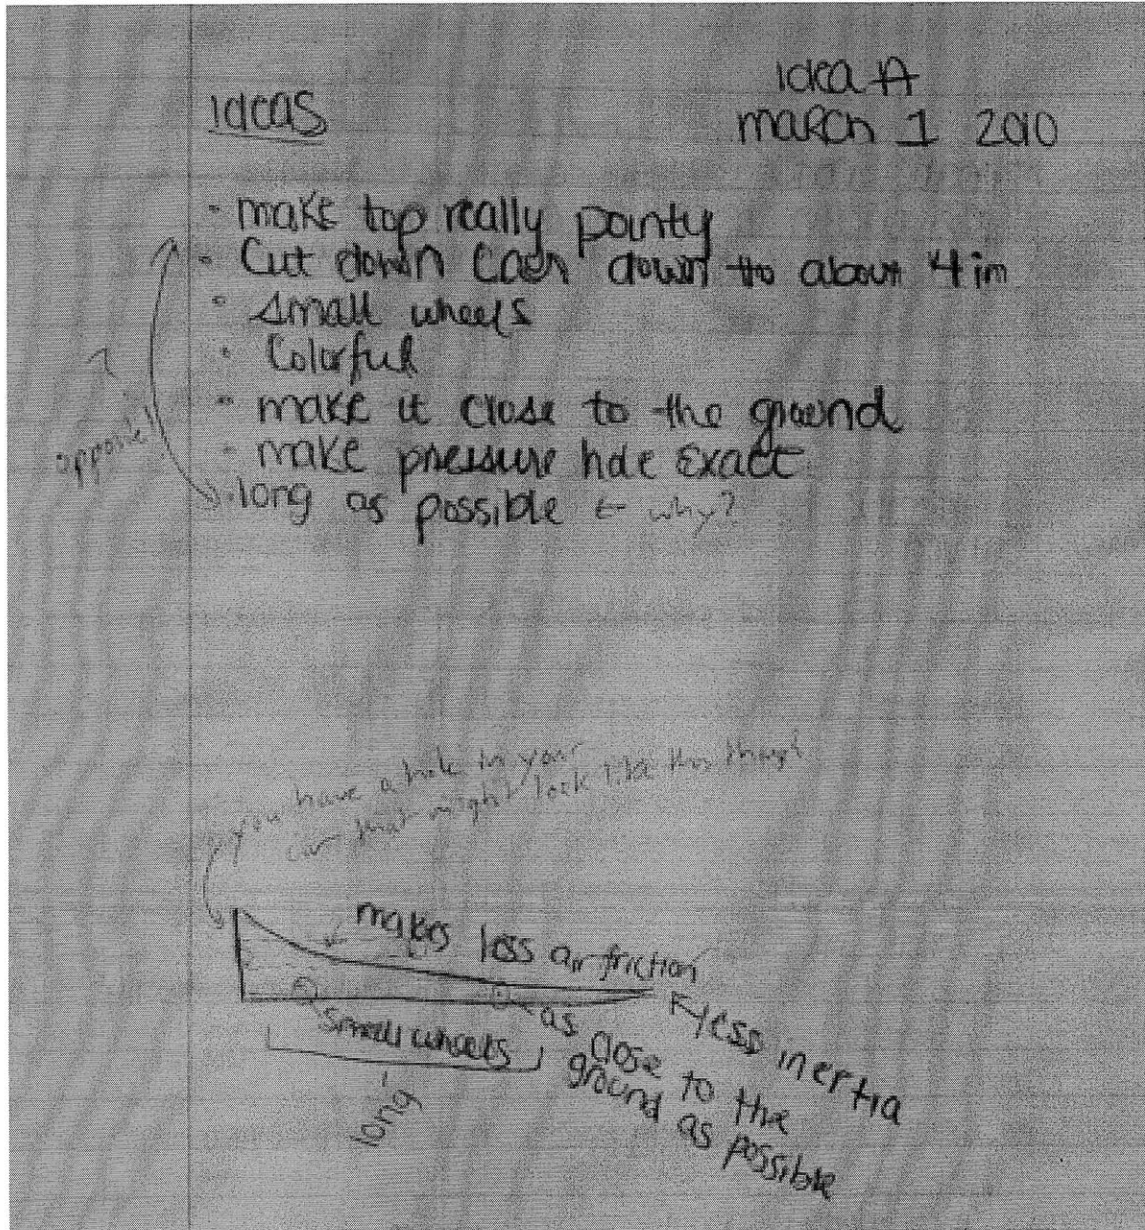 idea A
ideas
march 1 2010
- make top really pointy
- Cut down down to about 4 in
- small wheels
- Colorful
- make it close to the ground
- make pressure hole exact
- long as possible ← why?
opposite
?
you have a hole in your
car that might look like this though
makes less air friction
less inertia
small wheels
as close to the
ground as possible
long